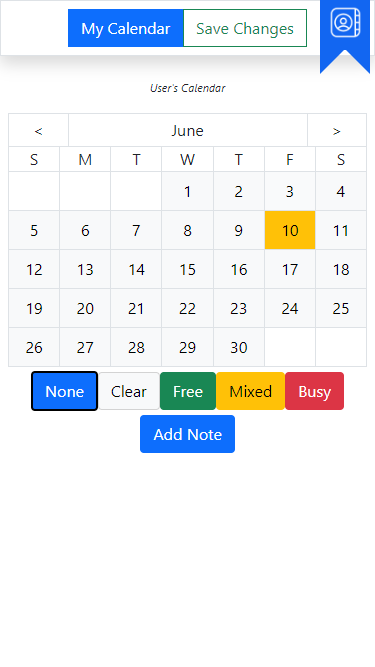 My Calendar Save Changes
User's Calendar
< June >
S M T W T F S
1 2 3 4
5 6 7 8 9 10 11
12 13 14 15 16 17 18
19 20 21 22 23 24 25
26 27 28 29 30
None Clear Free Mixed Busy
Add Note